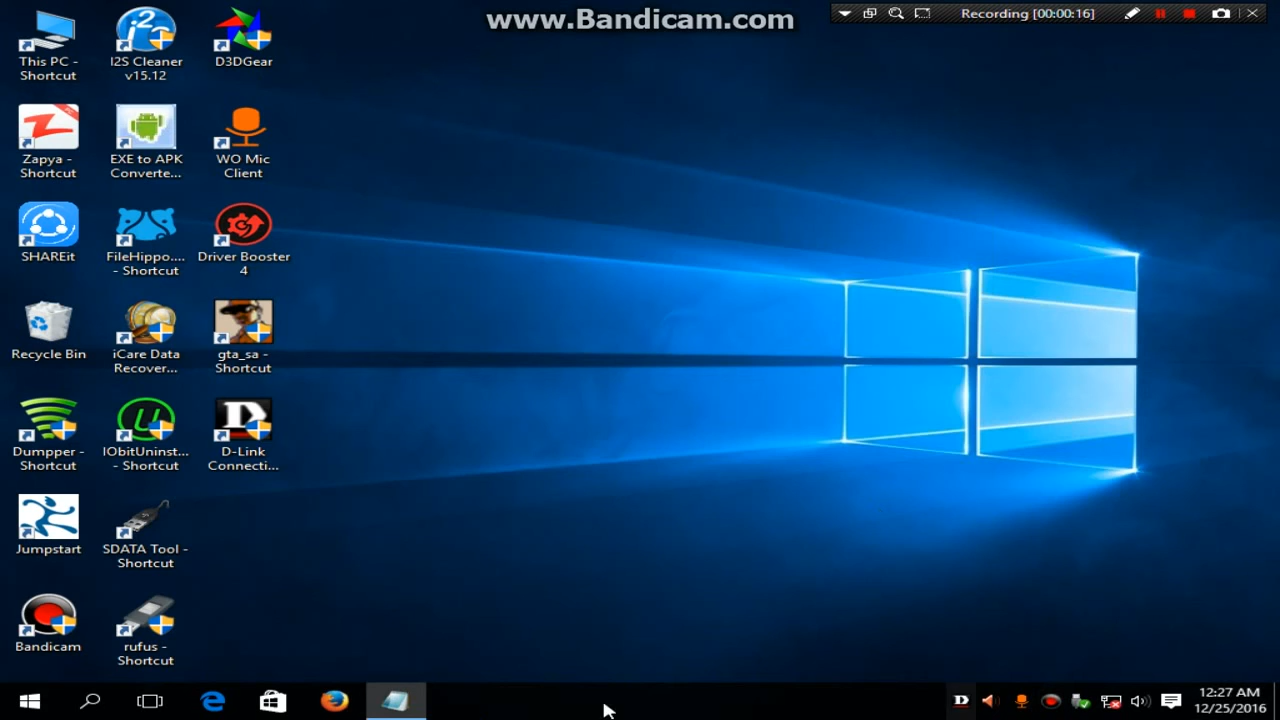 www.Bandicam.com
Recording [00:00:16]
This PC -
Shortcut
I2S Cleaner
v15.12
D3DGear
Zapya -
Shortcut
EXE to APK
Converte...
WO Mic
Client
SHAREit
FileHippo....
- Shortcut
Driver Booster
4
Recycle Bin
iCare Data
Recover...
gta_sa -
Shortcut
Dumpper -
Shortcut
IObitUninst...
- Shortcut
D-Link
Connecti...
Jumpstart
SDATA Tool -
Shortcut
Bandicam
rufus -
Shortcut
12:27 AM
12/25/2016